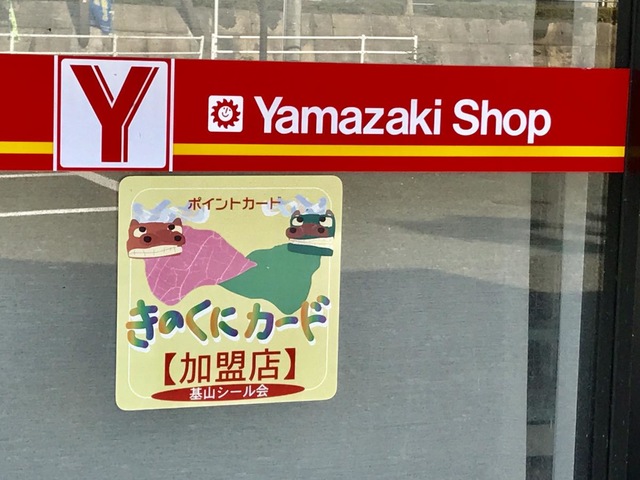 Y
Yamazaki Shop
ポイントカード
きのくにカード
【加盟店】
基山シール会